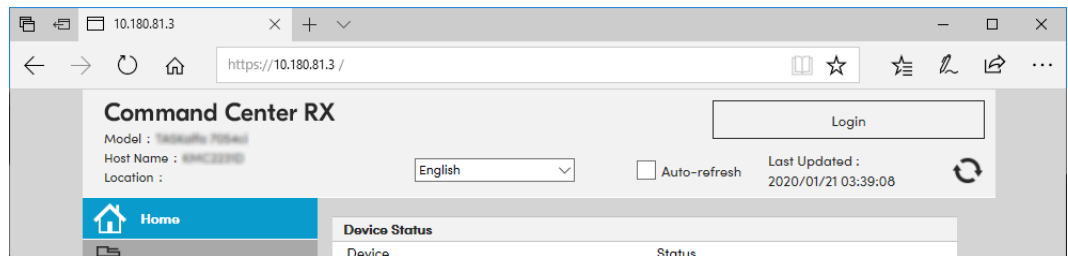 10.180.81.3
https://10.180.81.3 /
Command Center RX
Login
Model :
Host Name :
Location :
English
Auto-refresh
Last Updated :
2020/01/21 03:39:08
Home
Device Status
Device Status